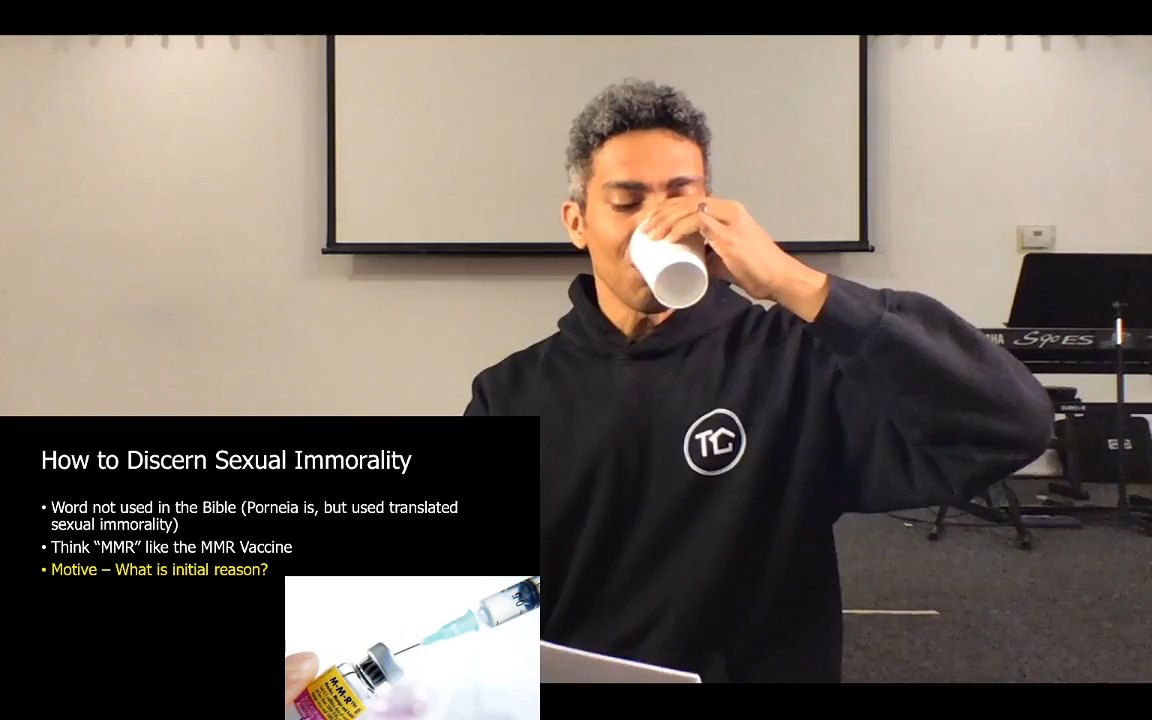 How to Discern Sexual Immorality
• Word not used in the Bible (Porneia is, but used translated
sexual immorality)
• Think “MMR” like the MMR Vaccine
• Motive – What is initial reason?
M-M-R™II
TC
S90ES